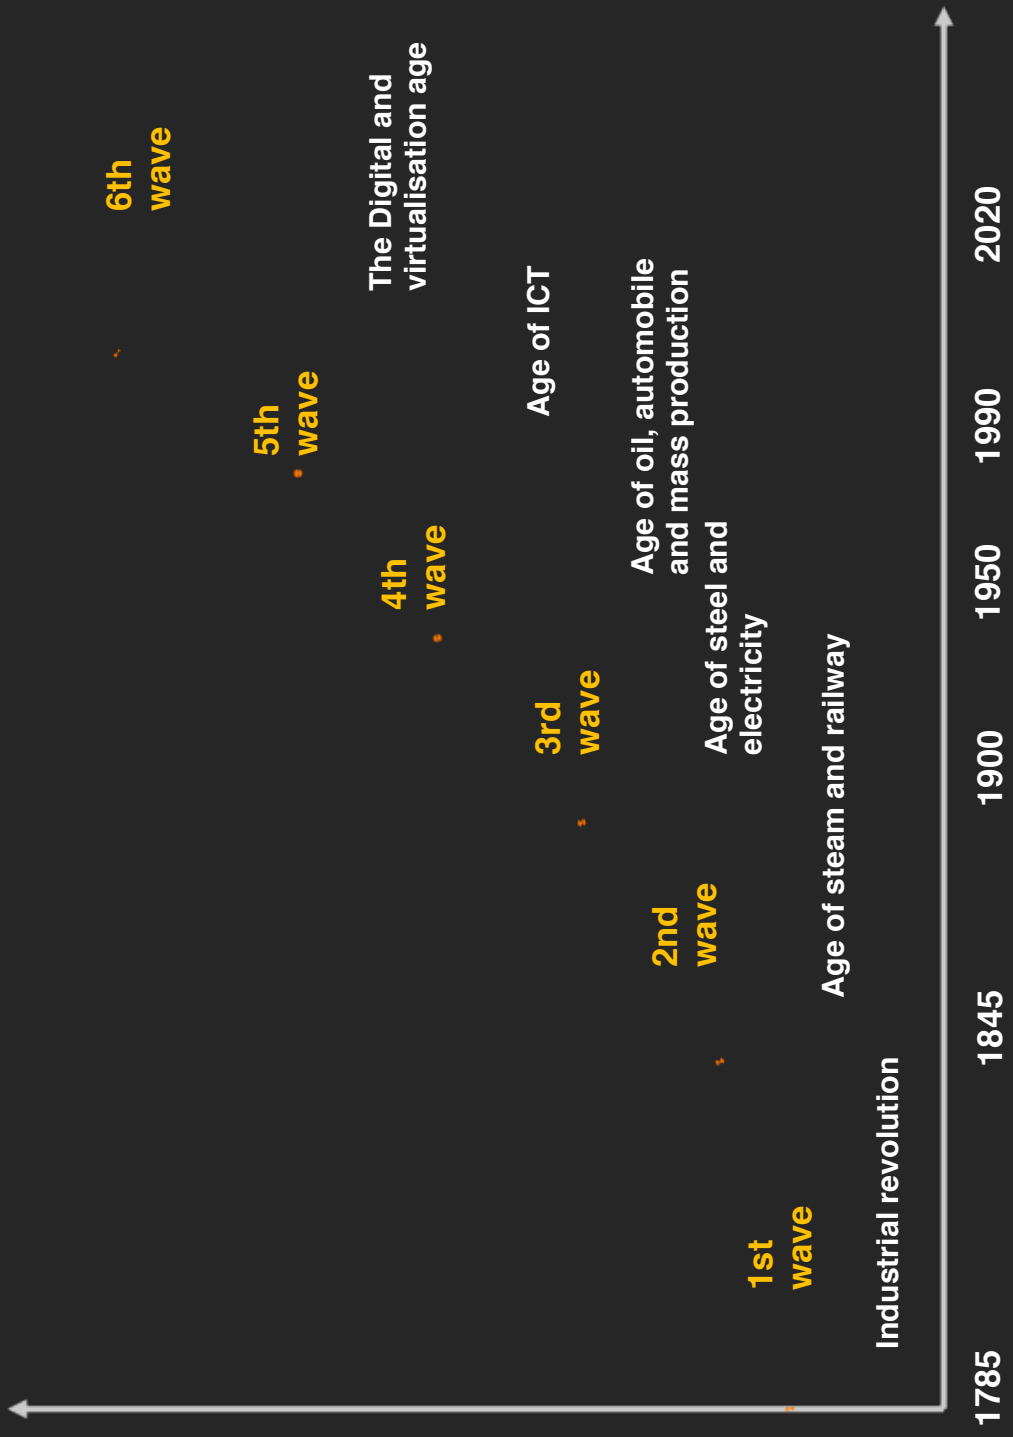 6th
wave
5th
wave
4th
wave
3rd
wave
2nd
wave
1st
wave
The Digital and
virtualisation age
Age of ICT
Age of oil, automobile
and mass production
Age of steel and
electricity
Age of steam and railway
Industrial revolution
1785
1845
1900
1950
1990
2020